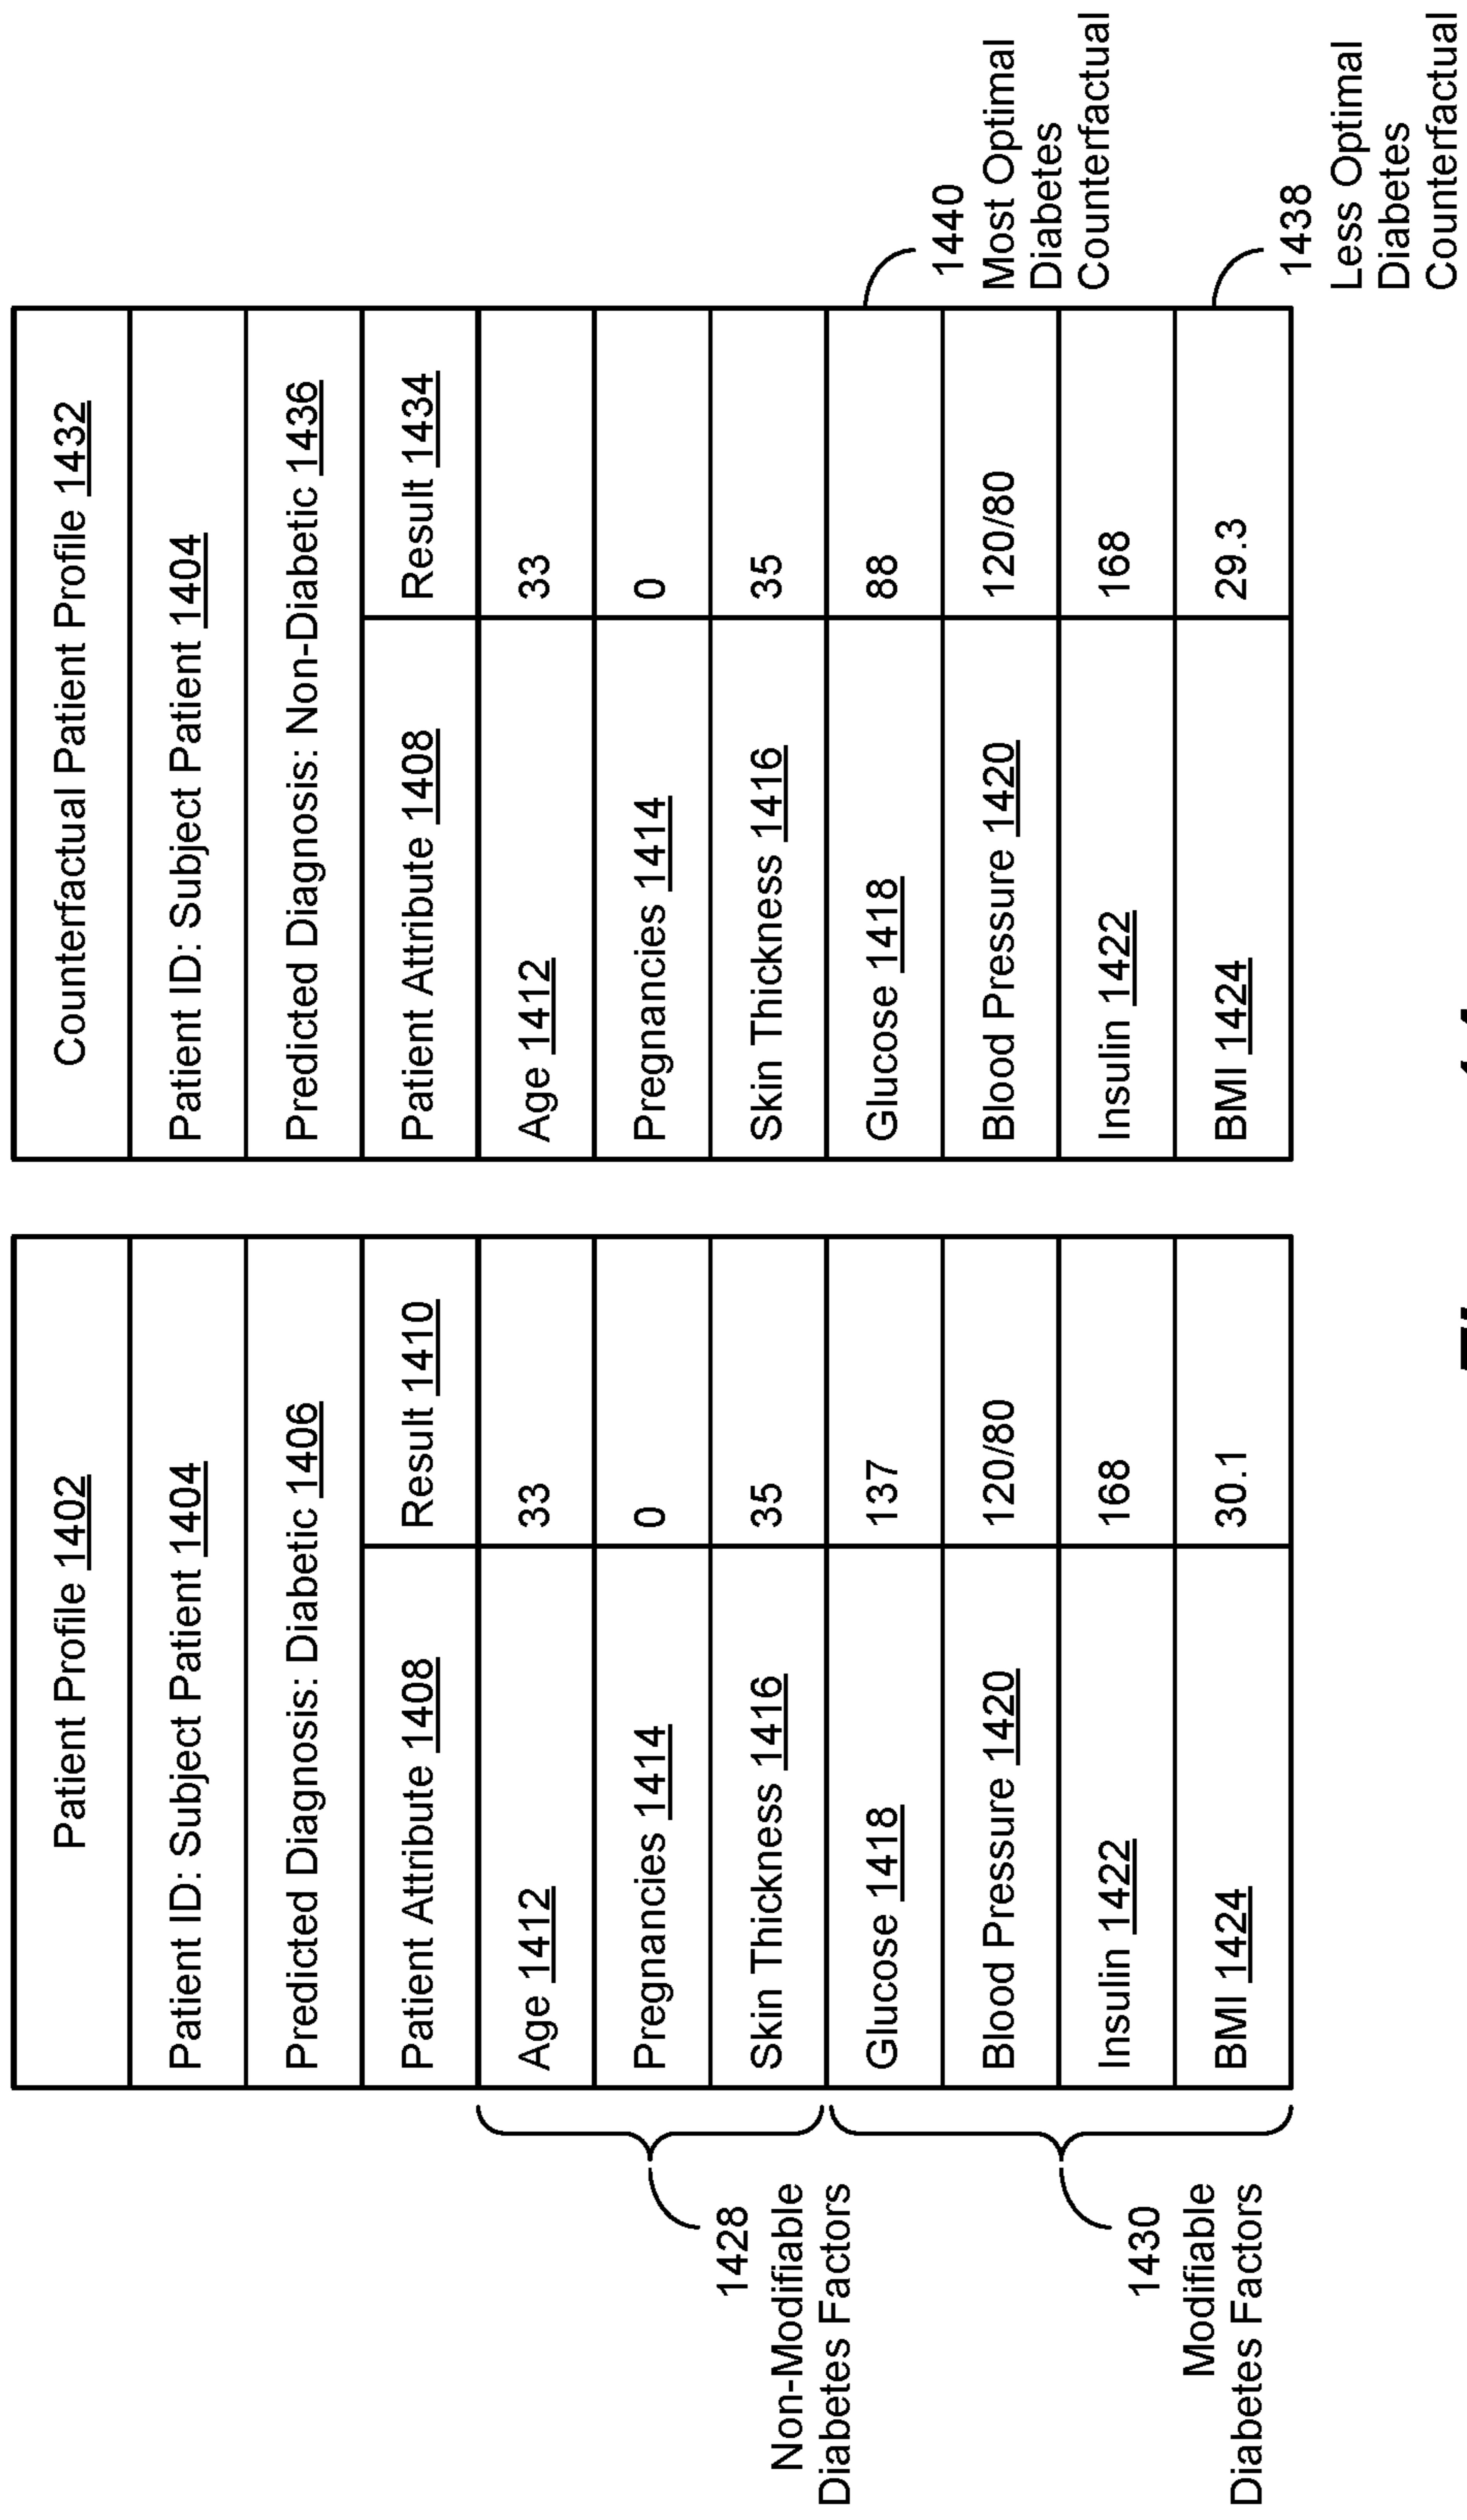 Patient Profile 1402
Patient ID: Subject Patient 1404
Predicted Diagnosis: Diabetic 1406
Patient Attribute 1408 Result 1410
Age 1412 33
Pregnancies 1414 0
Skin Thickness 1416 35
Glucose 1418 137
Blood Pressure 1420 120/80
Insulin 1422 168
BMI 1424 30.1
1428
Non-Modifiable
Diabetes Factors
1430
Modifiable
Diabetes Factors
Counterfactual Patient Profile 1432
Patient ID: Subject Patient 1404
Predicted Diagnosis: Non-Diabetic 1436
Patient Attribute 1408 Result 1434
Age 1412 33
Pregnancies 1414 0
Skin Thickness 1416 35
Glucose 1418 88
Blood Pressure 1420 120/80
Insulin 1422 168
BMI 1424 29.3
1440
Most Optimal
Diabetes
Counterfactual
1438
Less Optimal
Diabetes
Counterfactual